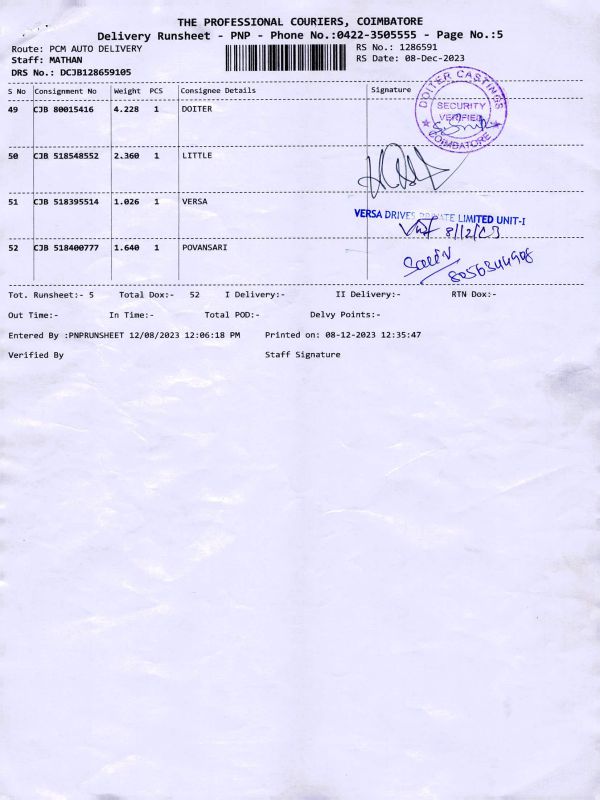 THE PROFESSIONAL COURIERS, COIMBATORE
Delivery Runsheet - PNP - Phone No.:0422-3505555 - Page No.:5
Route: PCM AUTO DELIVERY
RS No.: 1286591
Staff: MATHAN
RS Date: 08-Dec-2023
DRS No.: DCJB128659105
S No Consignment No Weight PCS Consignee Details Signature
49 CJB 80015416 4.228 1 DOITER
DOITER CASTINGS
SECURITY
VERIFIED
COIMBATORE
50 CJB 518548552 2.360 1 LITTLE
51 CJB 518395514 1.026 1 VERSA
VERSA DRIVES PRIVATE LIMITED UNIT-I
8/12/23
52 CJB 518400777 1.640 1 POVANSARI
8056344908
Tot. Runsheet:- 5 Total Dox:- 52 I Delivery:- II Delivery:- RTN Dox:-
Out Time:- In Time:- Total POD:- Delvy Points:-
Entered By :PNPRUNSHEET 12/08/2023 12:06:18 PM Printed on: 08-12-2023 12:35:47
Verified By Staff Signature